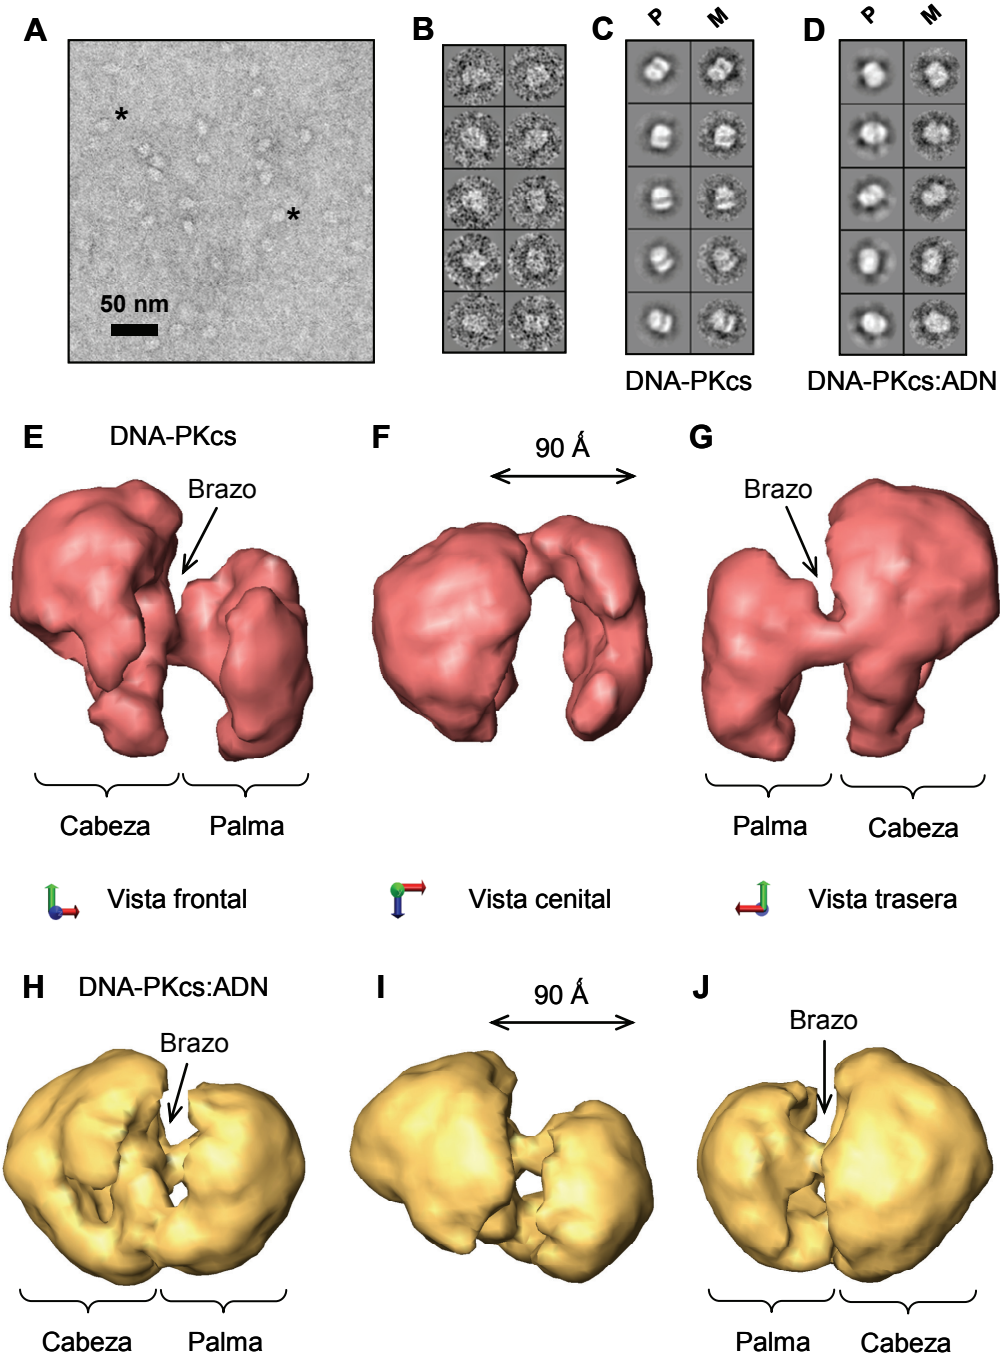 A
B
C
P
M
D
P
M
*
*
50 nm
DNA-PKcs
DNA-PKcs:ADN
E
DNA-PKcs
F
90 Å
G
Brazo
Brazo
Cabeza
Palma
Palma
Cabeza
Vista frontal
Vista cenital
Vista trasera
H
DNA-PKcs:ADN
I
90 Å
J
Brazo
Brazo
Cabeza
Palma
Palma
Cabeza